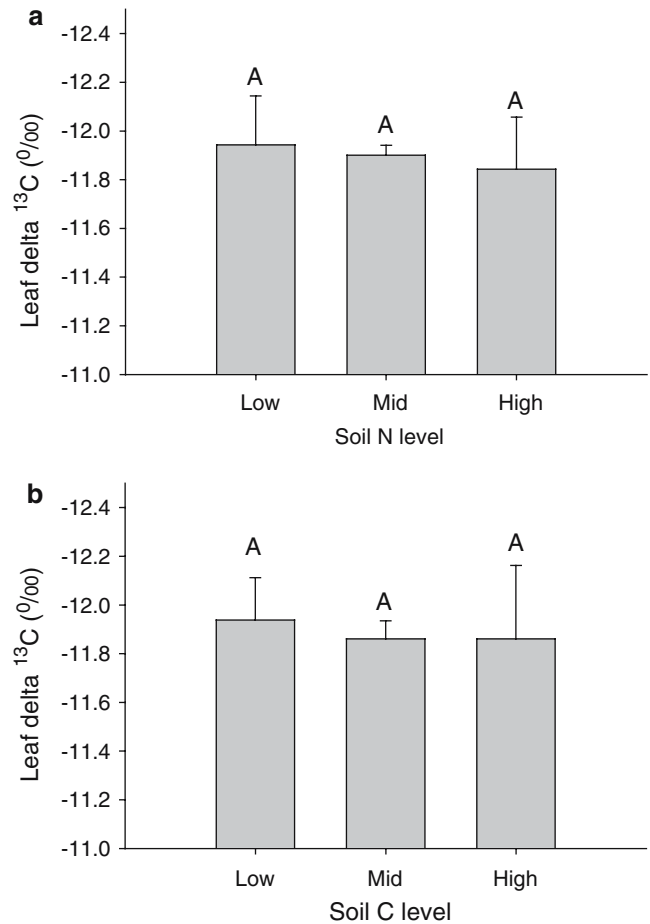 a
-12.4
-12.2
-12.0
-11.8
-11.6
-11.4
-11.2
-11.0
Leaf delta ¹³C (⁰/₀₀)
A
A
A
Low Mid High
Soil N level
b
-12.4
-12.2
-12.0
-11.8
-11.6
-11.4
-11.2
-11.0
Leaf delta ¹³C (⁰/₀₀)
A
A
A
Low Mid High
Soil C level